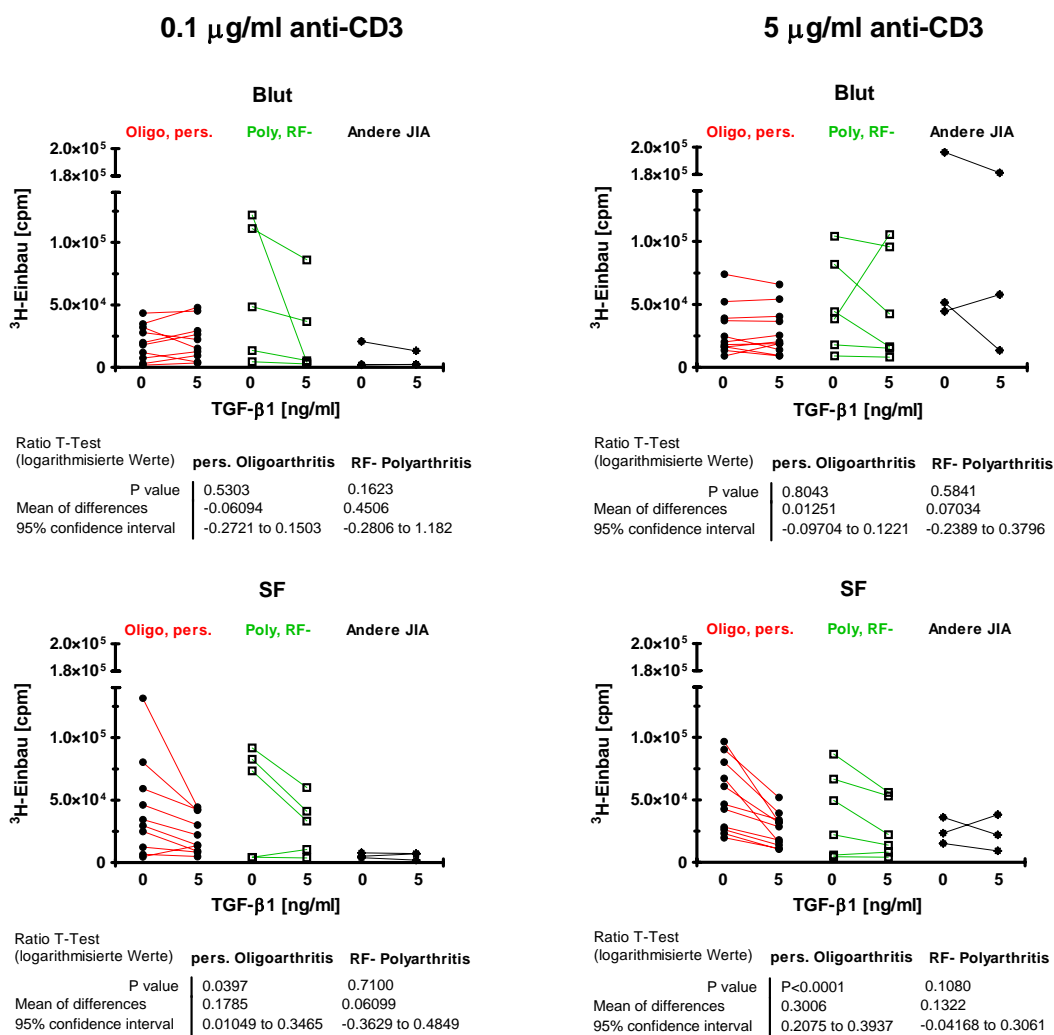 0.1 μg/ml anti-CD3
Blut
Oligo, pers. Poly, RF- Andere JIA
2.0×10⁵
1.8×10⁵
1.0×10⁵
5.0×10⁴
0
³H-Einbau [cpm]
0 5 0 5 0 5
TGF-β1 [ng/ml]
Ratio T-Test
(logarithmisierte Werte) pers. Oligoarthritis RF- Polyarthritis
P value 0.5303 0.1623
Mean of differences -0.06094 0.4506
95% confidence interval -0.2721 to 0.1503 -0.2806 to 1.182
SF
Oligo, pers. Poly, RF- Andere JIA
2.0×10⁵
1.8×10⁵
1.0×10⁵
5.0×10⁴
0
³H-Einbau [cpm]
0 5 0 5 0 5
TGF-β1 [ng/ml]
Ratio T-Test
(logarithmisierte Werte) pers. Oligoarthritis RF- Polyarthritis
P value 0.0397 0.7100
Mean of differences 0.1785 0.06099
95% confidence interval 0.01049 to 0.3465 -0.3629 to 0.4849
5 μg/ml anti-CD3
Blut
Oligo, pers. Poly, RF- Andere JIA
2.0×10⁵
1.8×10⁵
1.0×10⁵
5.0×10⁴
0
³H-Einbau [cpm]
0 5 0 5 0 5
TGF-β1 [ng/ml]
Ratio T-Test
(logarithmisierte Werte) pers. Oligoarthritis RF- Polyarthritis
P value 0.8043 0.5841
Mean of differences 0.01251 0.07034
95% confidence interval -0.09704 to 0.1221 -0.2389 to 0.3796
SF
Oligo, pers. Poly, RF- Andere JIA
2.0×10⁵
1.8×10⁵
1.0×10⁵
5.0×10⁴
0
³H-Einbau [cpm]
0 5 0 5 0 5
TGF-β1 [ng/ml]
Ratio T-Test
(logarithmisierte Werte) pers. Oligoarthritis RF- Polyarthritis
P value P<0.0001 0.1080
Mean of differences 0.3006 0.1322
95% confidence interval 0.2075 to 0.3937 -0.04168 to 0.3061